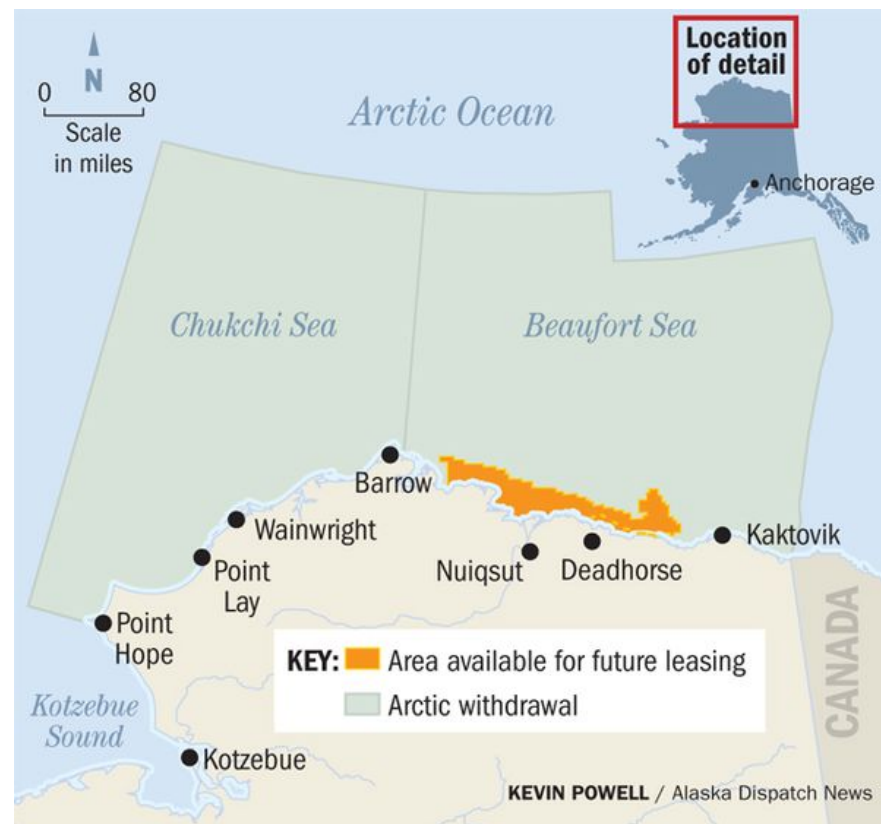 Location
of detail
N
0 80
Scale
in miles
Arctic Ocean
Anchorage
Chukchi Sea
Beaufort Sea
Barrow
Wainwright
Kaktovik
Nuiqsut
Deadhorse
Point
Lay
Point
Hope
KEY: Area available for future leasing
Arctic withdrawal
CANADA
Kotzebue
Sound
Kotzebue
KEVIN POWELL / Alaska Dispatch News